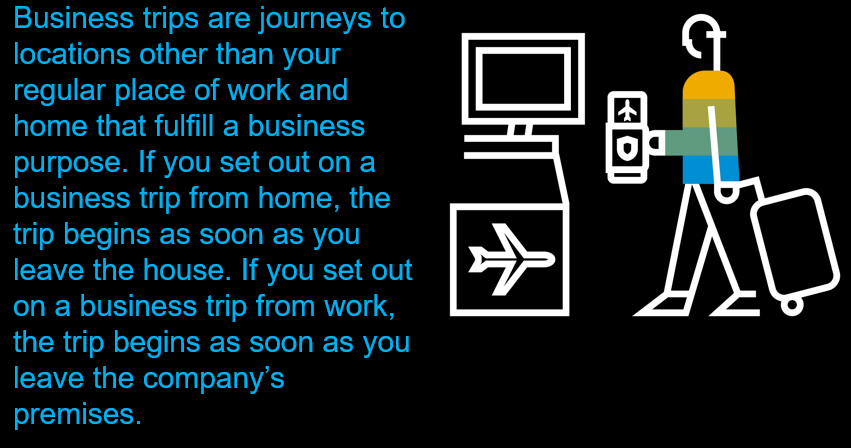 Business trips are journeys to
locations other than your
regular place of work and
home that fulfill a business
purpose. If you set out on a
business trip from home, the
trip begins as soon as you
leave the house. If you set out
on a business trip from work,
the trip begins as soon as you
leave the company’s
premises.